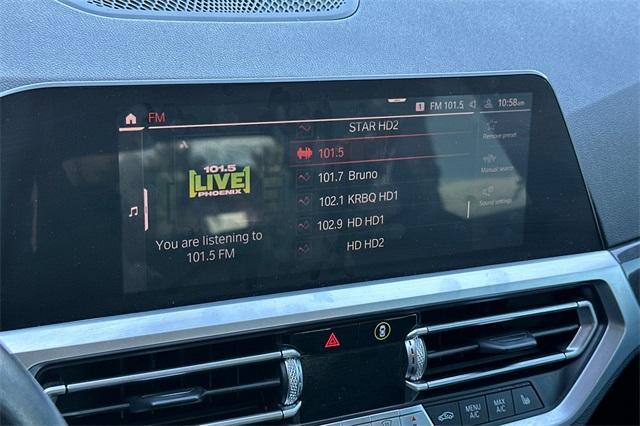 FM
1 FM 101.5
10:58am
STAR HD2
101.5
101.7 Bruno
102.1 KRBQ HD1
102.9 HD HD1
HD HD2
101.5
[LIVE]
PHOENIX
You are listening to
101.5 FM
Remove preset
Manual search
Sound settings
MENU
A/C
MAX
A/C